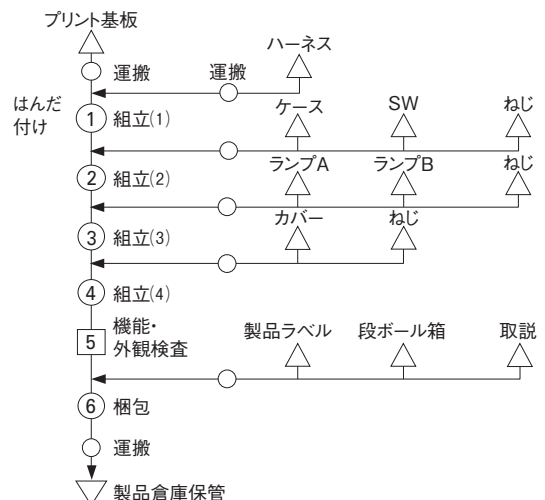 プリント基板
ハーネス
運搬
運搬
はんだ
付け
1 組立(1)
ケース
SW
ねじ
2 組立(2)
ランプA
ランプB
ねじ
3 組立(3)
カバー
ねじ
4 組立(4)
5 機能・
外観検査
製品ラベル
段ボール箱
取説
6 梱包
運搬
製品倉庫保管